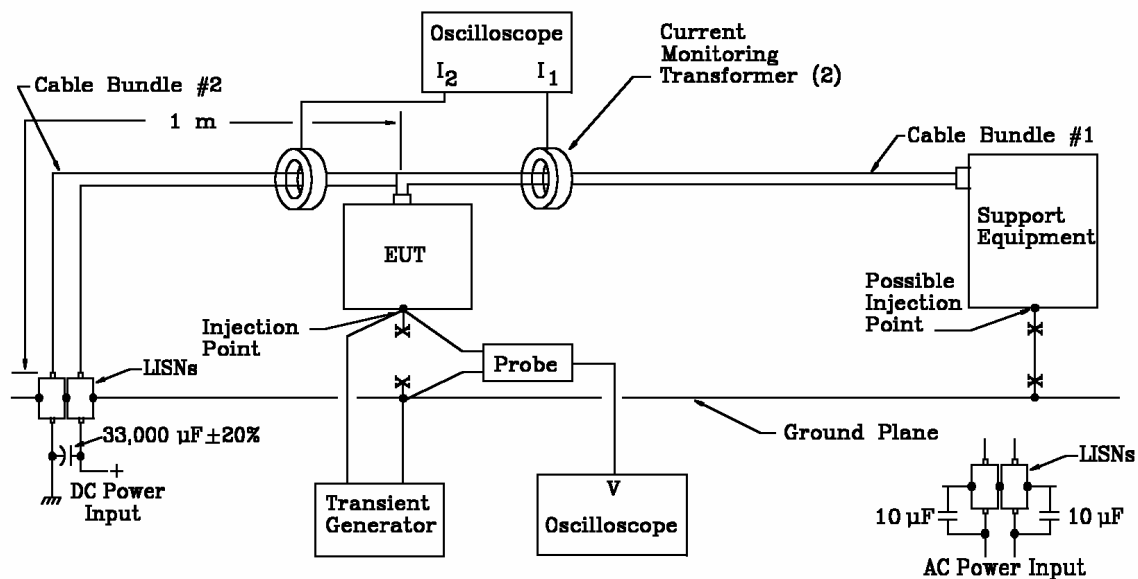 Oscilloscope
I2 I1
Current
Monitoring
Transformer (2)
Cable Bundle #2
1 m
Cable Bundle #1
Support
Equipment
EUT
Possible
Injection
Point
Injection
Point
Probe
LISNs
33,000 µF±20%
Ground Plane
+
DC Power
Input
Transient
Generator
V
Oscilloscope
LISNs
10 µF
10 µF
AC Power Input